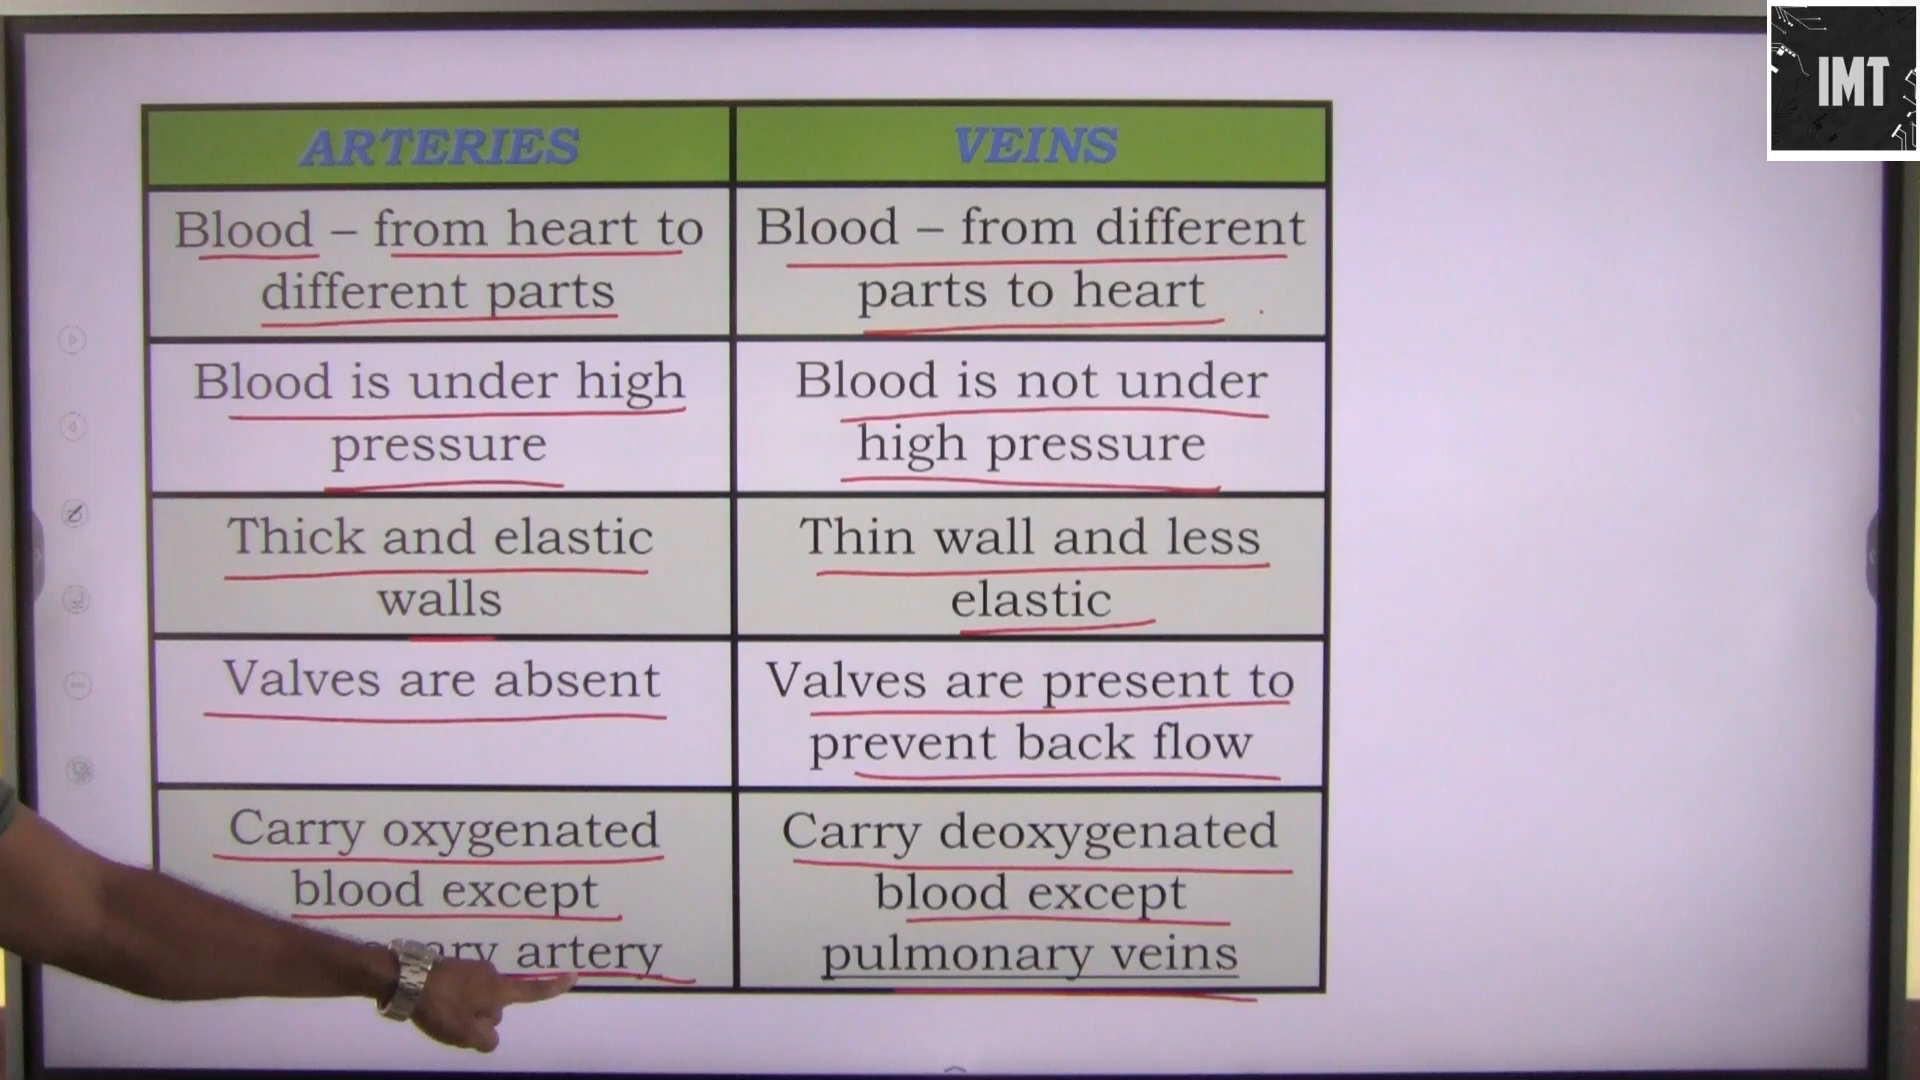 IMT
ARTERIES
VEINS
Blood – from heart to
different parts
Blood – from different
parts to heart
Blood is under high
pressure
Blood is not under
high pressure
Thick and elastic
walls
Thin wall and less
elastic
Valves are absent
Valves are present to
prevent back flow
Carry oxygenated
blood except
artery
Carry deoxygenated
blood except
pulmonary veins